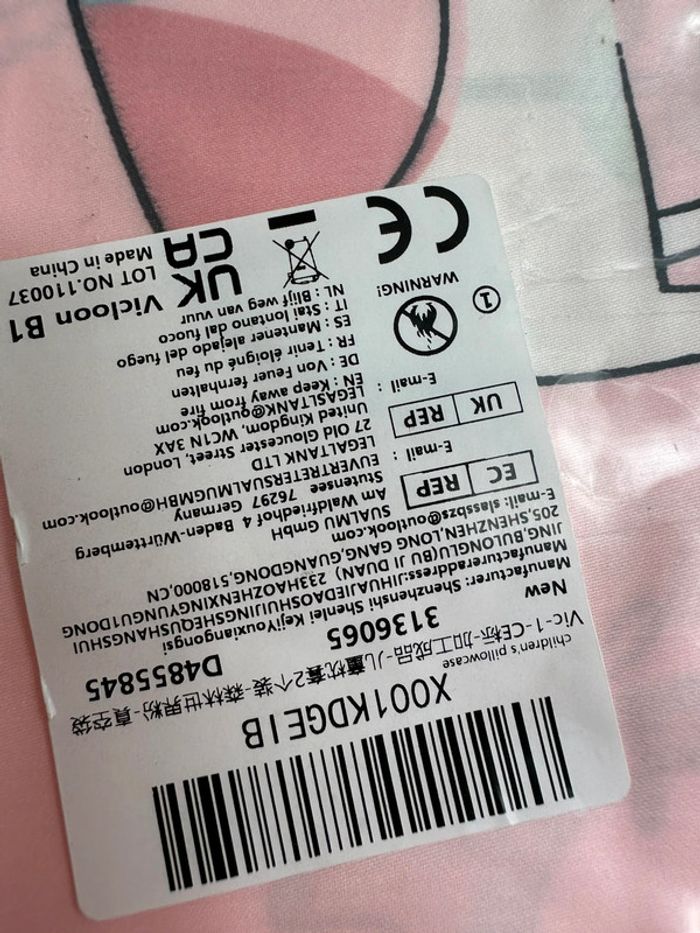 X001KDGEIB
children's pillowcase
Vic-1-CE标-加工成品-儿童枕套2个装-森林世界粉-真空袋
3136065 D4855845
New
Manufacturer: Shenzhenshi Shenlei KejiYouxiangongsi
Manufactureraddress:JIHUAJIEDAOSHUIJINGSHEQUSHANGSHUI
JING,BULONGLU(BU JI DUAN) 233HAOZHENXINGYUNGU1DONG
205,SHENZHEN,LONG GANG,GUANGDONG,518000,CN
E-mail: slassbzs@outlook.com
EC REP
SUALMU GmbH
Am Waldfriedhof 4 Baden-Württemberg
Stutensee 76297 Germany
E-mail : EUVERTRETERSUALMUGMBH@outlook.com
UK REP
LEGALTANK LTD
27 Old Gloucester Street, London
United Kingdom, WC1N 3AX
E-mail : LEGASLTANK@outlook.com
EN : Keep away from fire
DE : Von Feuer fernhalten
FR : Tenir éloigné du feu
ES : Mantener alejado del fuego
IT : Stai lontano dal fuoco
NL : Blijf weg van vuur
WARNING!
1
CE
UK
CA
Vicloon B1
LOT NO.110037
Made in China